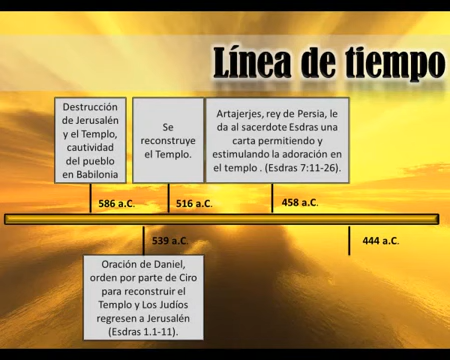 Línea de tiempo
Destrucción
de Jerusalén
y el Templo,
cautividad
del pueblo
en Babilonia
Se
reconstruye
el Templo.
Artajerjes, rey de Persia, le
da al sacerdote Esdras una
carta permitiendo y
estimulando la adoración en
el templo . (Esdras 7:11-26).
586 a.C.
516 a.C.
458 a.C.
539 a.C.
444 a.C.
Oración de Daniel,
orden por parte de Ciro
para reconstruir el
Templo y Los Judíos
regresen a Jerusalén
(Esdras 1.1-11).